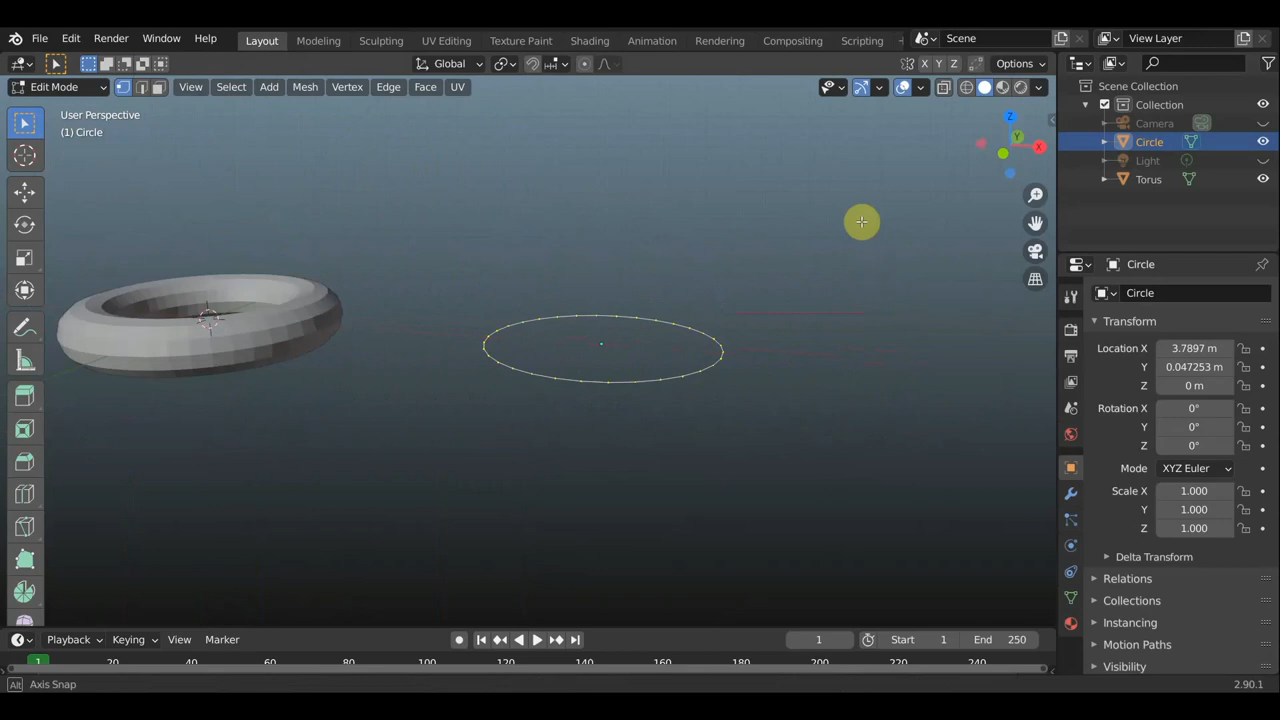 File Edit Render Window Help Layout Modeling Sculpting UV Editing Texture Paint Shading Animation Rendering Compositing Scripting + Scene View Layer
Global X Y Z Options
Edit Mode View Select Add Mesh Vertex Edge Face UV
Scene Collection
Collection
Camera
Circle
Light
Torus
User Perspective
(1) Circle
Z
Y
X
Circle
Circle
Transform
Location X 3.7897 m
Y 0.047253 m
Z 0 m
Rotation X 0°
Y 0°
Z 0°
Mode XYZ Euler
Scale X 1.000
Y 1.000
Z 1.000
Delta Transform
Relations
Collections
Instancing
Motion Paths
Visibility
Playback Keying View Marker 1 Start 1 End 250
1 20 40 60 80 100 120 140 160 180 200 220 240
Alt Axis Snap 2.90.1